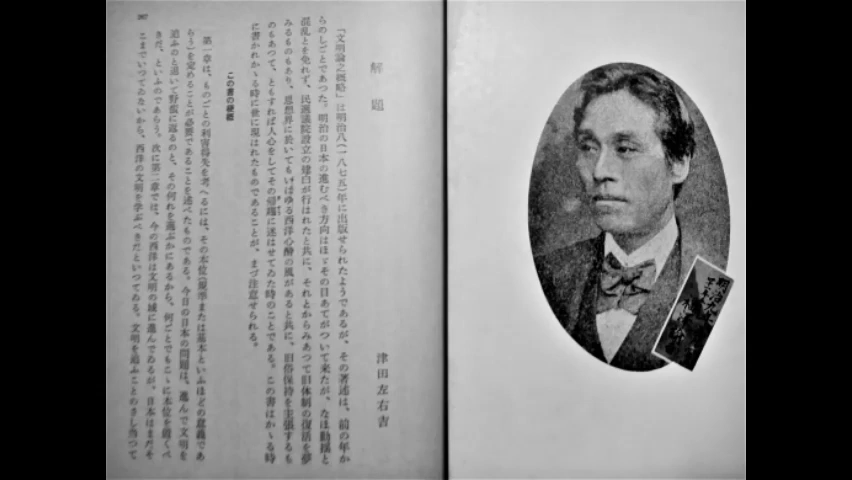 解題
津田左右吉
『文明論之概略』は明治八(一八七五)年に出版せられたようであるが、その著述は、前の年か
らのしごとであつた。明治の日本の進むべき方向はほゞその目あてがついて来たが、なほ動揺と
混乱とを免れず、民選議院設立の建白が行はれたと共に、それとからみあつて旧体制の復活を夢
みるものもあり、思想界に於いてもいはゆる西洋心酔の風があると共に、旧俗保持を主張するも
のもあつて、ともすれば人心をしてその帰趨に迷はせてゐた時のことである。この書はかゝる時
に書かれかゝる時に世に現はれたものであることが、まづ注意せられる。
この書の梗概
第一章は、ものごとの利害得失を考へるには、その本位(規準または基本といふほどの意義であ
らう)を定めることが必要であることを述べたものである。今日の日本の問題は、進んで文明を
追ふのと退いて野蛮に返るのと、その何れを選ぶかにあるから、何ごとでもこゝに本位を置くべ
きだ、といふのであらう。次に第二章では、今の西洋は文明の域に進んでゐるが、日本はまだそ
こまでいつてゐないから、西洋の文明を学ぶべきだといつてゐる。文明を追ふことのさし当つて
267